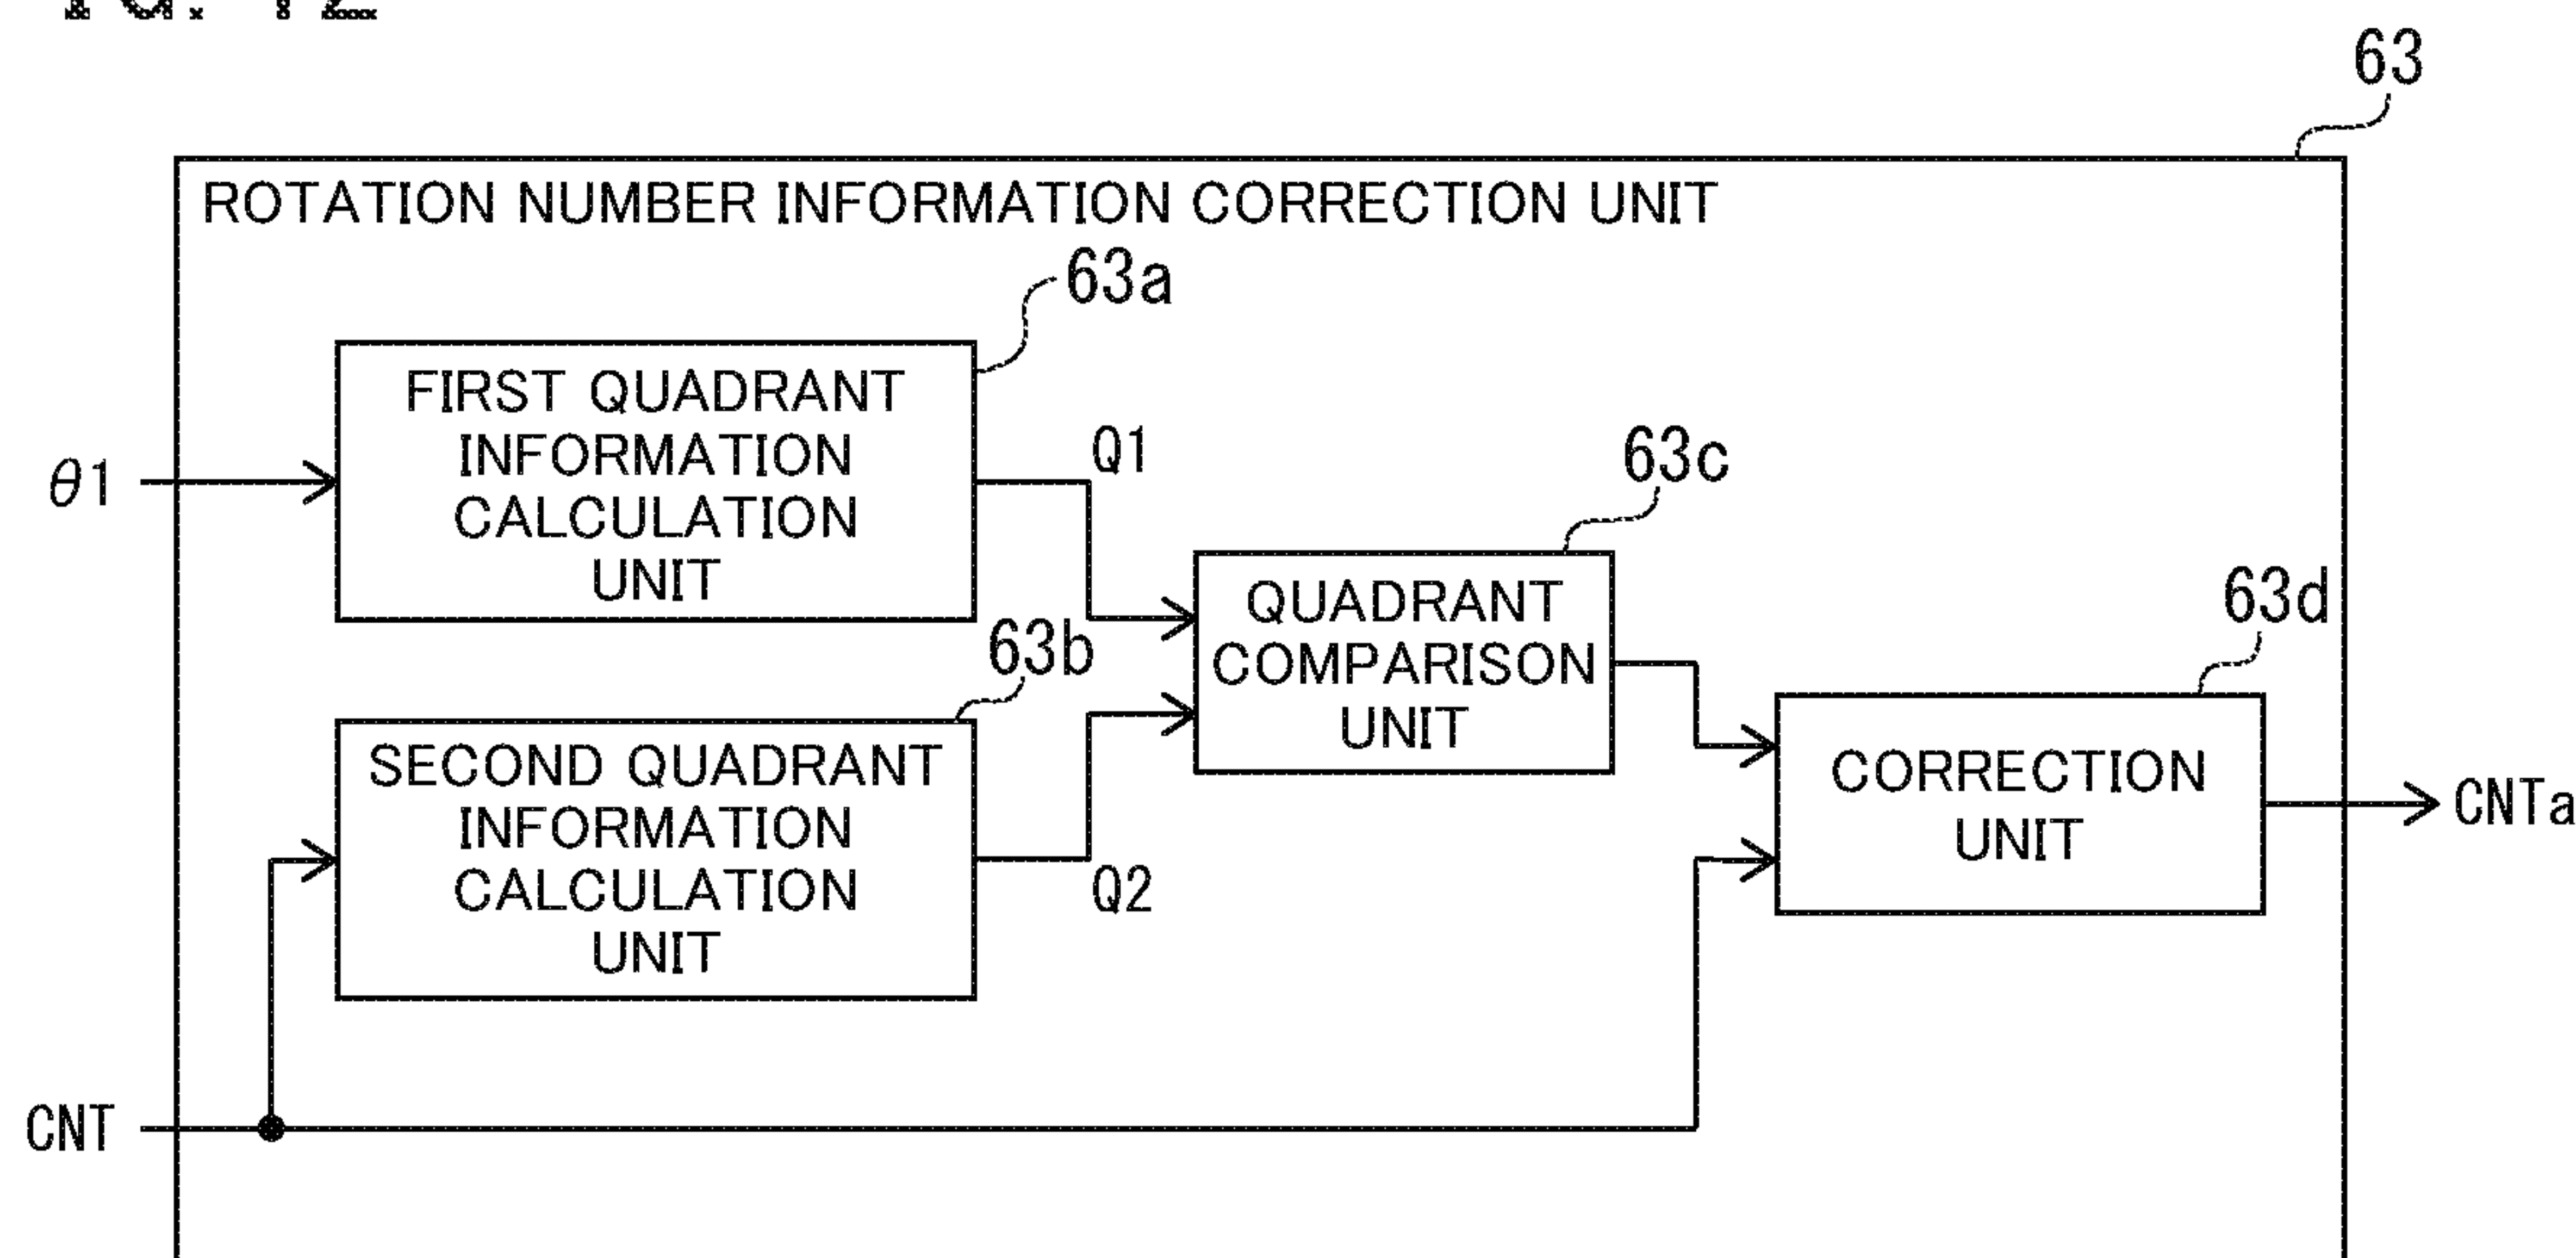 63
ROTATION NUMBER INFORMATION CORRECTION UNIT
63a
FIRST QUADRANT
INFORMATION
CALCULATION
UNIT
θ1
Q1
63b
SECOND QUADRANT
INFORMATION
CALCULATION
UNIT
Q2
63c
QUADRANT
COMPARISON
UNIT
63d
CORRECTION
UNIT
CNTa
CNT